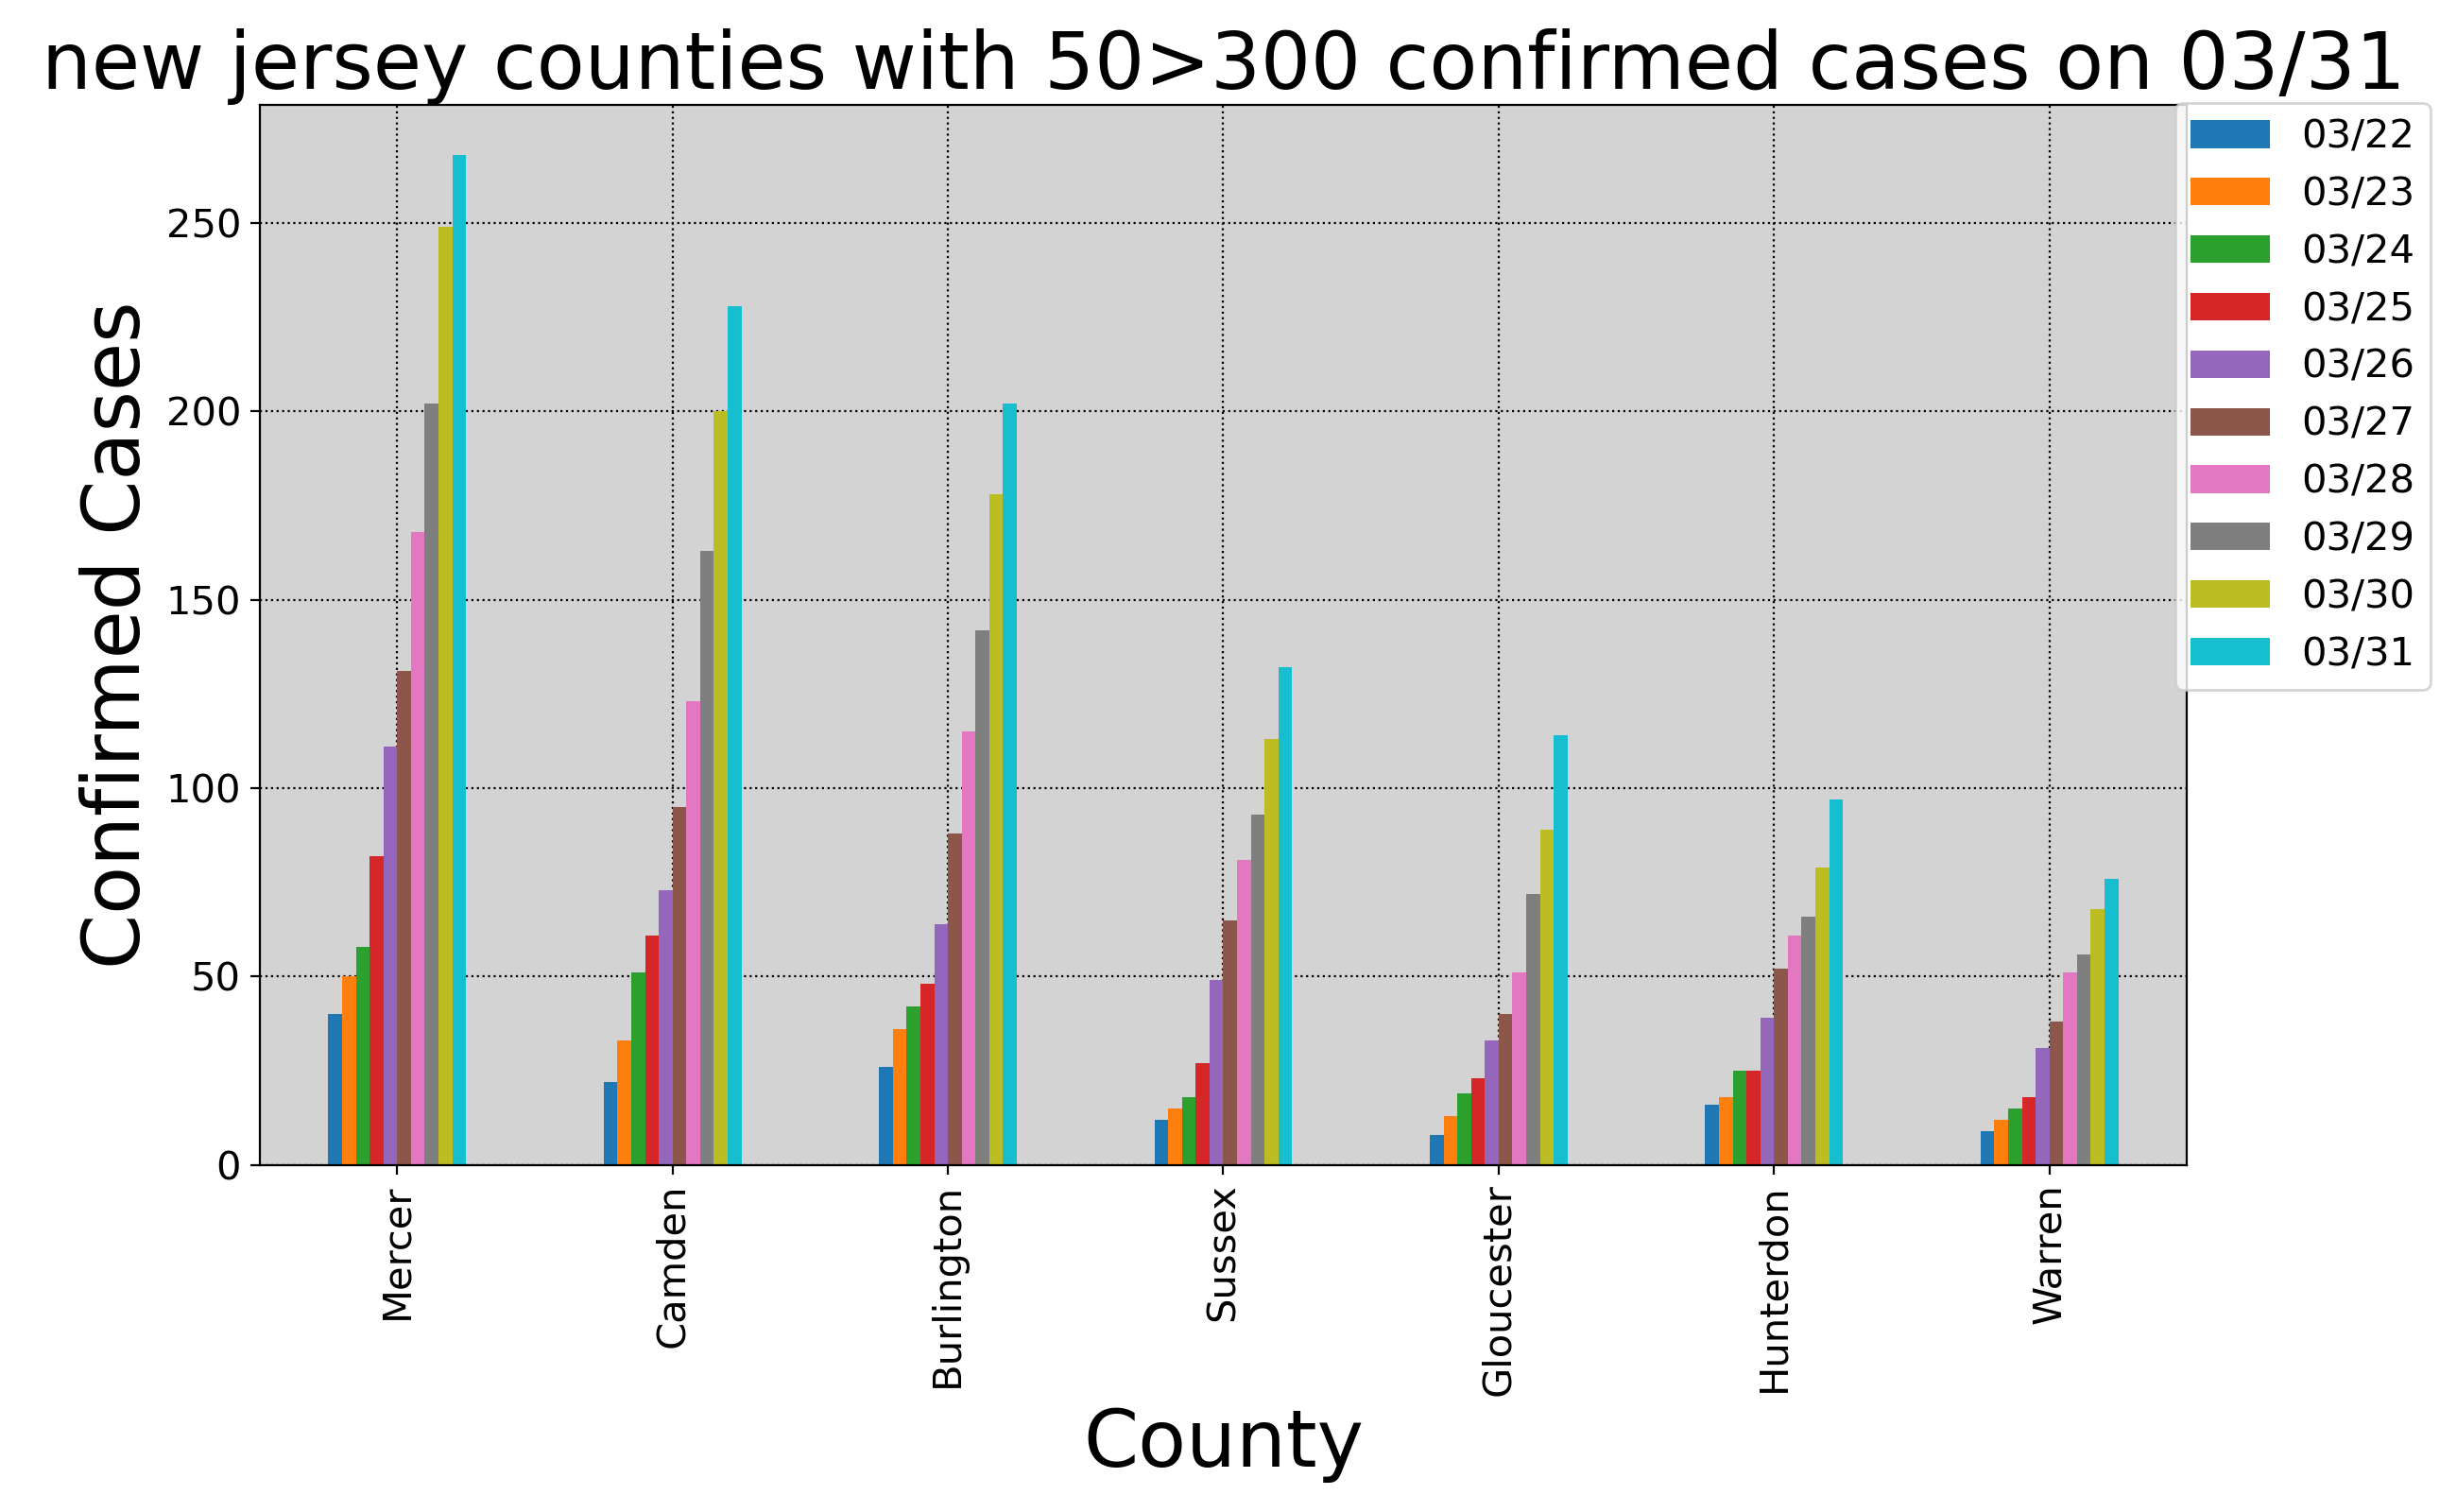 new jersey counties with 50>300 confirmed cases on 03/31
03/22
03/23
03/24
03/25
03/26
03/27
03/28
03/29
03/30
03/31
Confirmed Cases
250
200
150
100
50
0
Mercer
Camden
Burlington
Sussex
Gloucester
Hunterdon
Warren
County